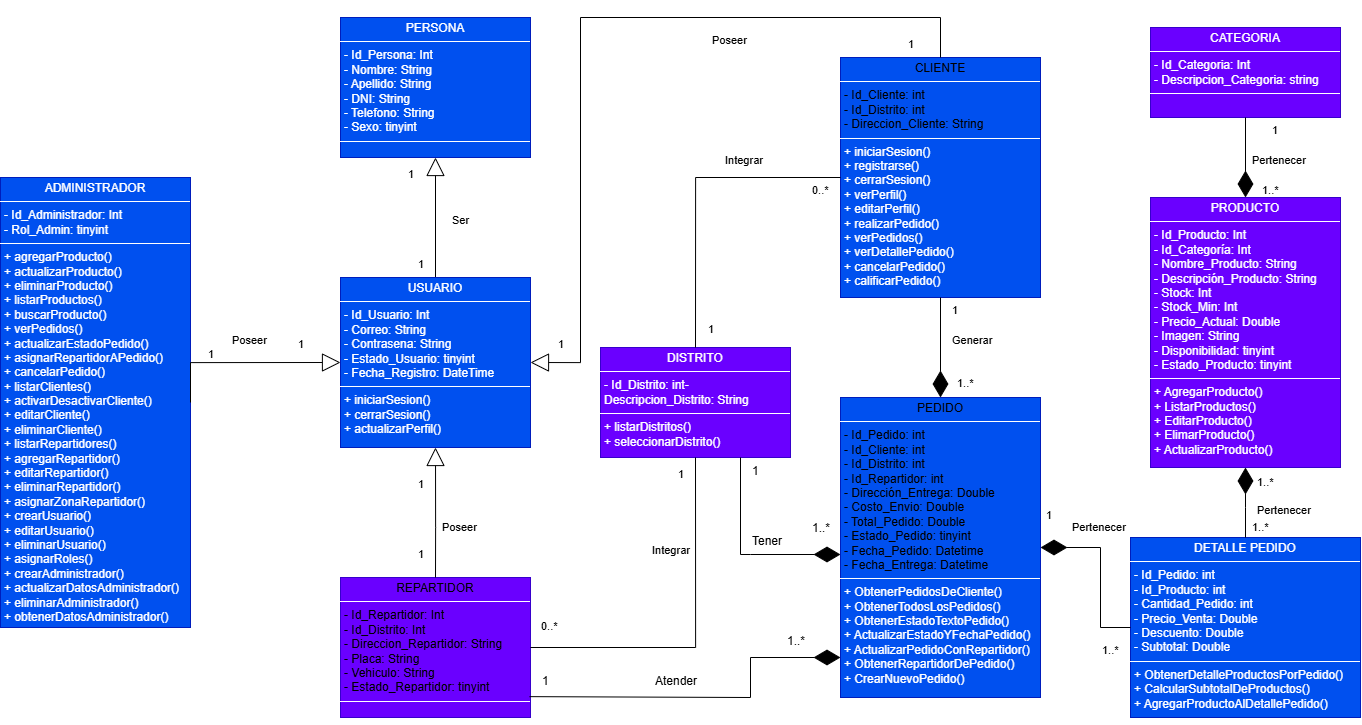 PERSONA
- Id_Persona: Int
- Nombre: String
- Apellido: String
- DNI: String
- Telefono: String
- Sexo: tinyint
1
Ser
1
ADMINISTRADOR
- Id_Administrador: Int
- Rol_Admin: tinyint
+ agregarProducto()
+ actualizarProducto()
+ eliminarProducto()
+ listarProductos()
+ buscarProducto()
+ verPedidos()
+ actualizarEstadoPedido()
+ asignarRepartidorAPedido()
+ cancelarPedido()
+ listarClientes()
+ activarDesactivarCliente()
+ editarCliente()
+ eliminarCliente()
+ listarRepartidores()
+ agregarRepartidor()
+ editarRepartidor()
+ eliminarRepartidor()
+ asignarZonaRepartidor()
+ crearUsuario()
+ editarUsuario()
+ eliminarUsuario()
+ asignarRoles()
+ crearAdministrador()
+ actualizarDatosAdministrador()
+ eliminarAdministrador()
+ obtenerDatosAdministrador()
1
Poseer
1
USUARIO
- Id_Usuario: Int
- Correo: String
- Contrasena: String
- Estado_Usuario: tinyint
- Fecha_Registro: DateTime
+ iniciarSesion()
+ cerrarSesion()
+ actualizarPerfil()
1
Poseer
1
REPARTIDOR
- Id_Repartidor: Int
- Id_Distrito: Int
- Direccion_Repartidor: String
- Placa: String
- Vehiculo: String
- Estado_Repartidor: tinyint
Poseer
1
1
CLIENTE
- Id_Cliente: int
- Id_Distrito: int
- Direccion_Cliente: String
+ iniciarSesion()
+ registrarse()
+ cerrarSesion()
+ verPerfil()
+ editarPerfil()
+ realizarPedido()
+ verPedidos()
+ verDetallePedido()
+ cancelarPedido()
+ calificarPedido()
Integrar
0..*
1
DISTRITO
- Id_Distrito: int-
Descripcion_Distrito: String
+ listarDistritos()
+ seleccionarDistrito()
1
Integrar
0..*
1
Tener
1..*
1
Atender
1..*
1
Generar
1..*
PEDIDO
- Id_Pedido: int
- Id_Cliente: int
- Id_Distrito: int
- Id_Repartidor: Int
- Dirección_Entrega: Double
- Costo_Envio: Double
- Total_Pedido: Double
- Estado_Pedido: tinyint
- Fecha_Pedido: Datetime
- Fecha_Entrega: Datetime
+ ObtenerPedidosDeCliente()
+ ObtenerTodosLosPedidos()
+ ObtenerEstadoTextoPedido()
+ ActualizarEstadoYFechaPedido()
+ ActualizarPedidoConRepartidor()
+ ObtenerRepartidorDePedido()
+ CrearNuevoPedido()
1
Pertenecer
1..*
CATEGORIA
- Id_Categoria: Int
- Descripcion_Categoria: string
1
Pertenecer
1..*
PRODUCTO
- Id_Producto: Int
- Id_Categoría: Int
- Nombre_Producto: String
- Descripción_Producto: String
- Stock: Int
- Stock_Min: Int
- Precio_Actual: Double
- Imagen: String
- Disponibilidad: tinyint
- Estado_Producto: tinyint
+ AgregarProducto()
+ ListarProductos()
+ EditarProducto()
+ ElimarProducto()
+ ActualizarProducto()
1..*
Pertenecer
1..*
DETALLE PEDIDO
- Id_Pedido: int
- Id_Producto: int
- Cantidad_Pedido: int
- Precio_Venta: Double
- Descuento: Double
- Subtotal: Double
+ ObtenerDetalleProductosPorPedido()
+ CalcularSubtotalDeProductos()
+ AgregarProductoAlDetallePedido()